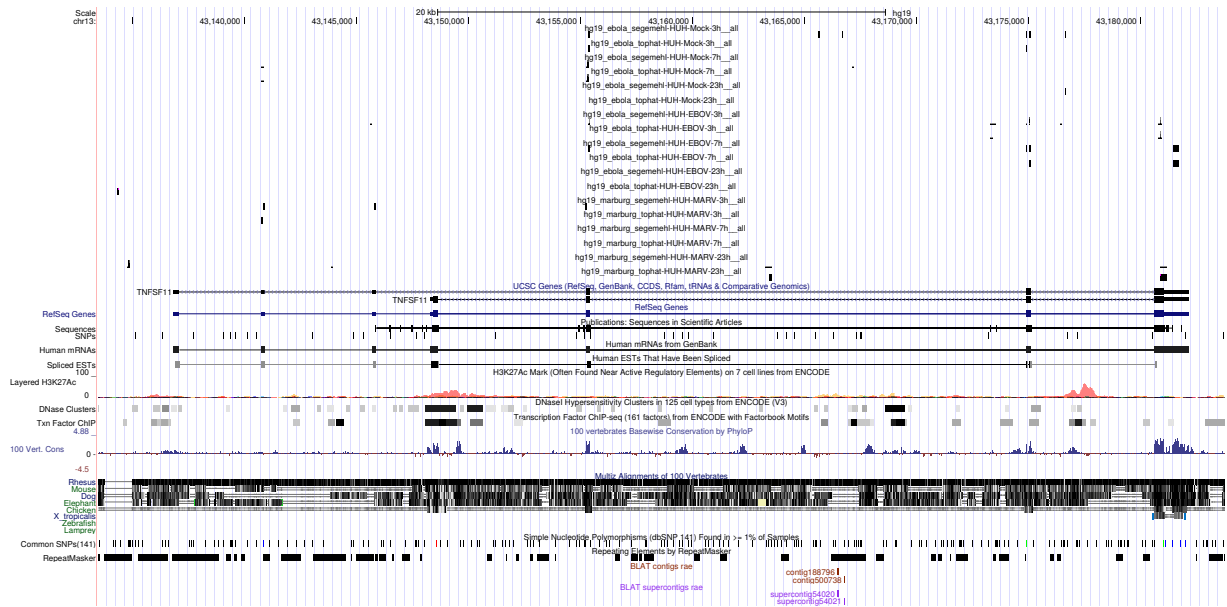 Scale 20 kb hg19
chr13: 43,140,000 43,145,000 43,150,000 43,155,000 43,160,000 43,165,000 43,170,000 43,175,000 43,180,000
hg19_ebola_segemehl-HUH-Mock-3h__all
hg19_ebola_tophat-HUH-Mock-3h__all
hg19_ebola_segemehl-HUH-Mock-7h__all
hg19_ebola_tophat-HUH-Mock-7h__all
hg19_ebola_segemehl-HUH-Mock-23h__all
hg19_ebola_tophat-HUH-Mock-23h__all
hg19_ebola_segemehl-HUH-EBOV-3h__all
hg19_ebola_tophat-HUH-EBOV-3h__all
hg19_ebola_segemehl-HUH-EBOV-7h__all
hg19_ebola_tophat-HUH-EBOV-7h__all
hg19_ebola_segemehl-HUH-EBOV-23h__all
hg19_ebola_tophat-HUH-EBOV-23h__all
hg19_marburg_segemehl-HUH-MARV-3h__all
hg19_marburg_tophat-HUH-MARV-3h__all
hg19_marburg_segemehl-HUH-MARV-7h__all
hg19_marburg_tophat-HUH-MARV-7h__all
hg19_marburg_segemehl-HUH-MARV-23h__all
hg19_marburg_tophat-HUH-MARV-23h__all
UCSC Genes (RefSeq, GenBank, CCDS, Rfam, tRNAs & Comparative Genomics)
TNFSF11
TNFSF11
RefSeq Genes
RefSeq Genes
Publications: Sequences in Scientific Articles
Sequences
SNPs
Human mRNAs from GenBank
Human mRNAs
Human ESTs That Have Been Spliced
Spliced ESTs
H3K27Ac Mark (Often Found Near Active Regulatory Elements) on 7 cell lines from ENCODE
100
Layered H3K27Ac
0
DNaseI Hypersensitivity Clusters in 125 cell types from ENCODE (V3)
DNase Clusters
Transcription Factor ChIP-seq (161 factors) from ENCODE with Factorbook Motifs
Txn Factor ChIP
100 vertebrates Basewise Conservation by PhyloP
4.88
100 Vert. Cons
0
-4.5
Multiz Alignments of 100 Vertebrates
Rhesus
Mouse
Dog
Elephant
Chicken
X_tropicalis
Zebrafish
Lamprey
Simple Nucleotide Polymorphisms (dbSNP 141) Found in >= 1% of Samples
Common SNPs(141)
Repeating Elements by RepeatMasker
RepeatMasker
BLAT contigs rae
contig188796
contig500738
BLAT supercontigs rae
supercontig54020
supercontig54021